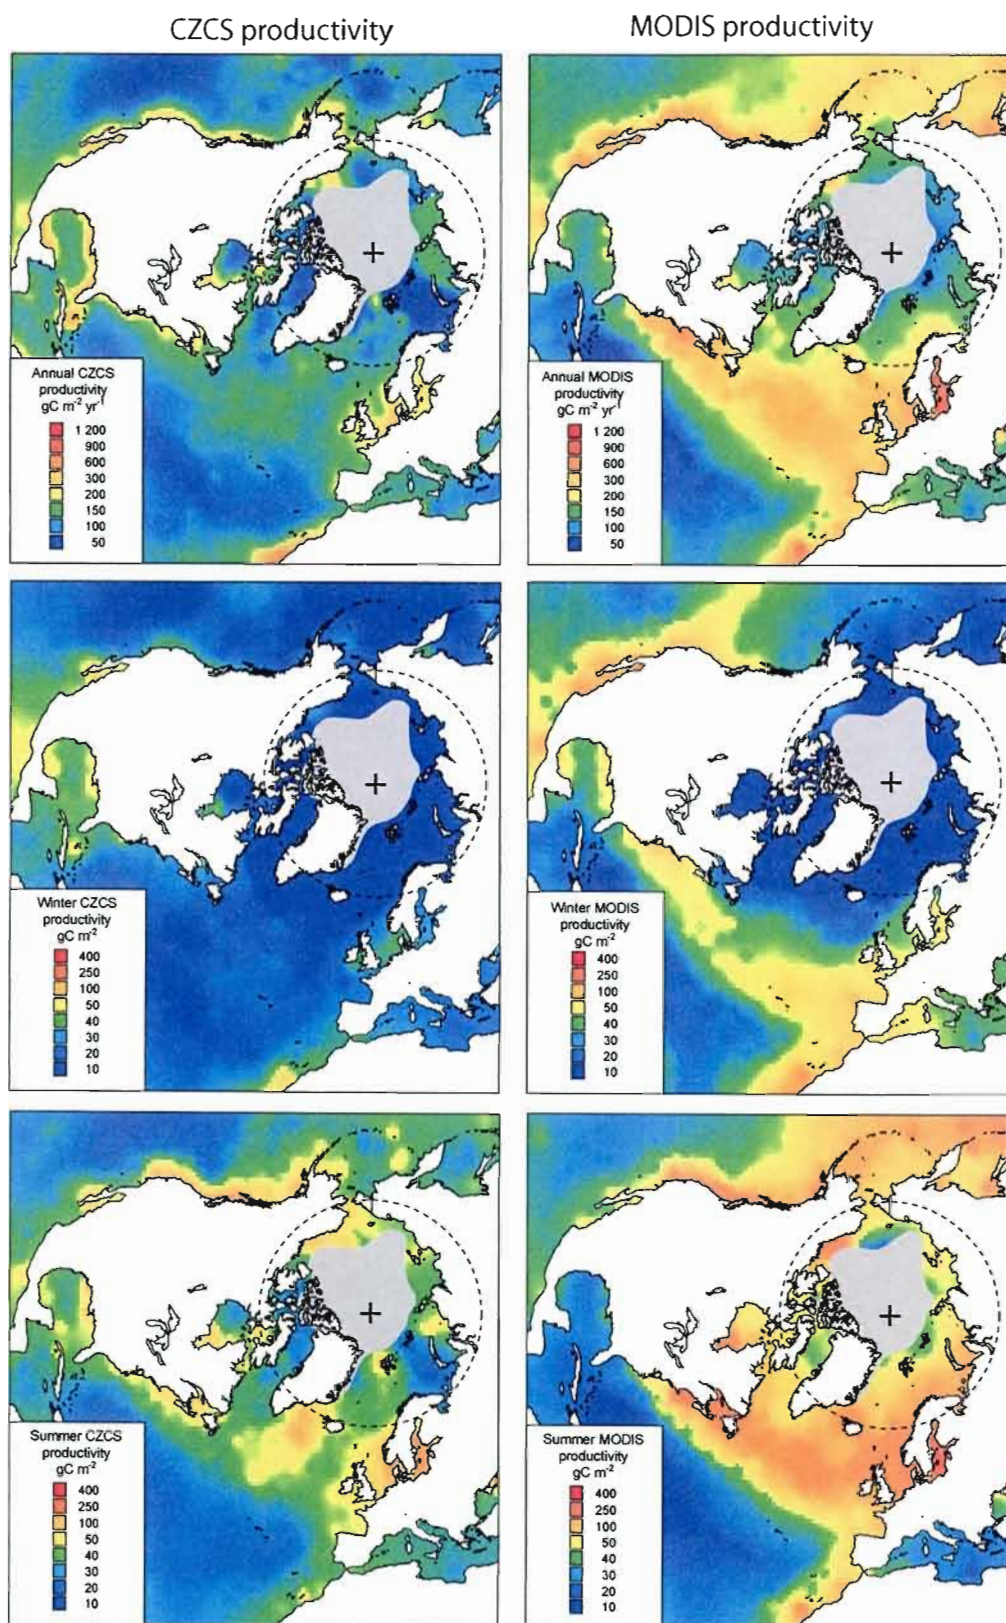 CZCS productivity
MODIS productivity
Annual CZCS
productivity
gC m⁻² yr⁻¹
1 200
900
600
300
200
150
100
50
Annual MODIS
productivity
gC m⁻² yr⁻¹
1 200
900
600
300
200
150
100
50
Winter CZCS
productivity
gC m⁻²
400
250
100
50
40
30
20
10
Winter MODIS
productivity
gC m⁻²
400
250
100
50
40
30
20
10
Summer CZCS
productivity
gC m⁻²
400
250
100
50
40
30
20
10
Summer MODIS
productivity
gC m⁻²
400
250
100
50
40
30
20
10